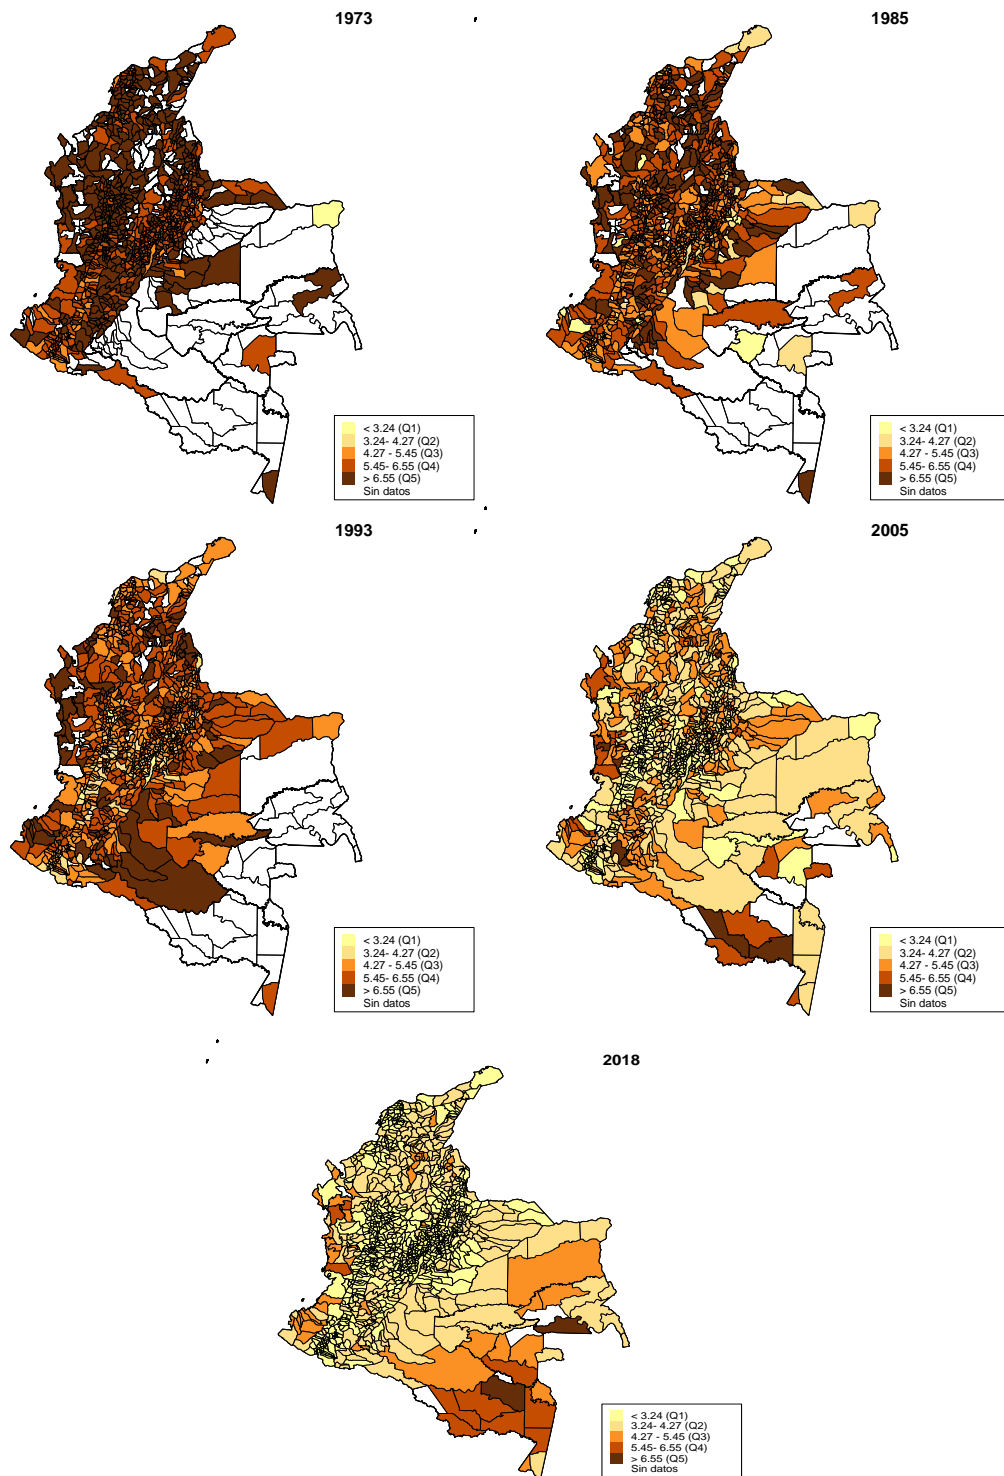 1973
1985
< 3.24 (Q1)
3.24- 4.27 (Q2)
4.27 - 5.45 (Q3)
5.45- 6.55 (Q4)
> 6.55 (Q5)
Sin datos
< 3.24 (Q1)
3.24- 4.27 (Q2)
4.27 - 5.45 (Q3)
5.45- 6.55 (Q4)
> 6.55 (Q5)
Sin datos
1993
2005
< 3.24 (Q1)
3.24- 4.27 (Q2)
4.27 - 5.45 (Q3)
5.45- 6.55 (Q4)
> 6.55 (Q5)
Sin datos
< 3.24 (Q1)
3.24- 4.27 (Q2)
4.27 - 5.45 (Q3)
5.45- 6.55 (Q4)
> 6.55 (Q5)
Sin datos
2018
< 3.24 (Q1)
3.24- 4.27 (Q2)
4.27 - 5.45 (Q3)
5.45- 6.55 (Q4)
> 6.55 (Q5)
Sin datos